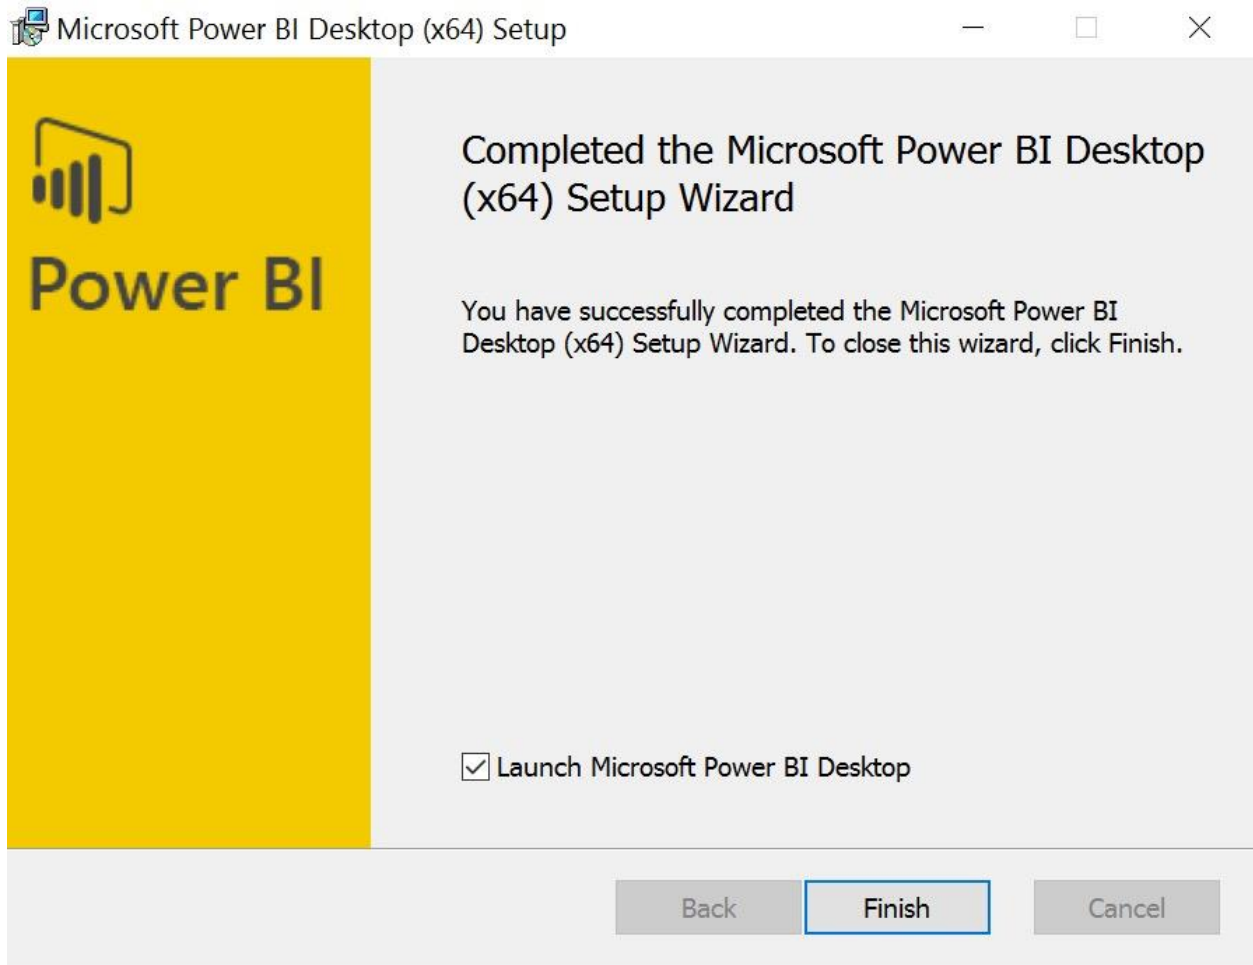 Microsoft Power BI Desktop (x64) Setup
Power BI
Completed the Microsoft Power BI Desktop
(x64) Setup Wizard
You have successfully completed the Microsoft Power BI
Desktop (x64) Setup Wizard. To close this wizard, click Finish.
Launch Microsoft Power BI Desktop
Back
Finish
Cancel